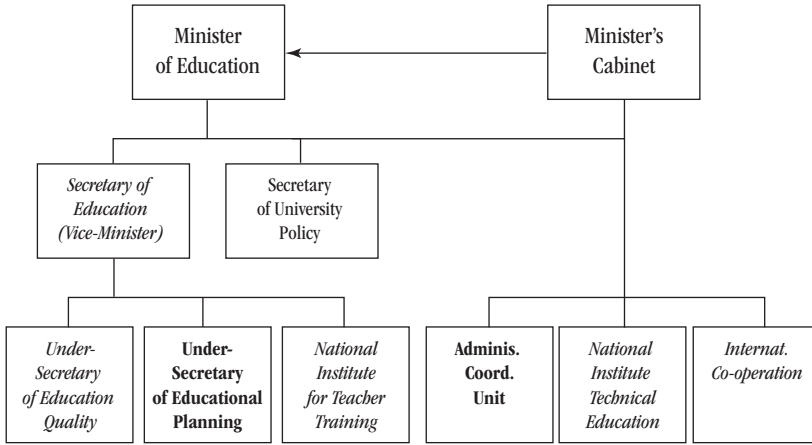 Minister
of Education
Minister’s
Cabinet
Secretary of
Education
(Vice-Minister)
Secretary
of University
Policy
Under-
Secretary
of Education
Quality
Under-
Secretary
of Educational
Planning
National
Institute
for Teacher
Training
Adminis.
Coord.
Unit
National
Institute
Technical
Education
Internat.
Co-operation